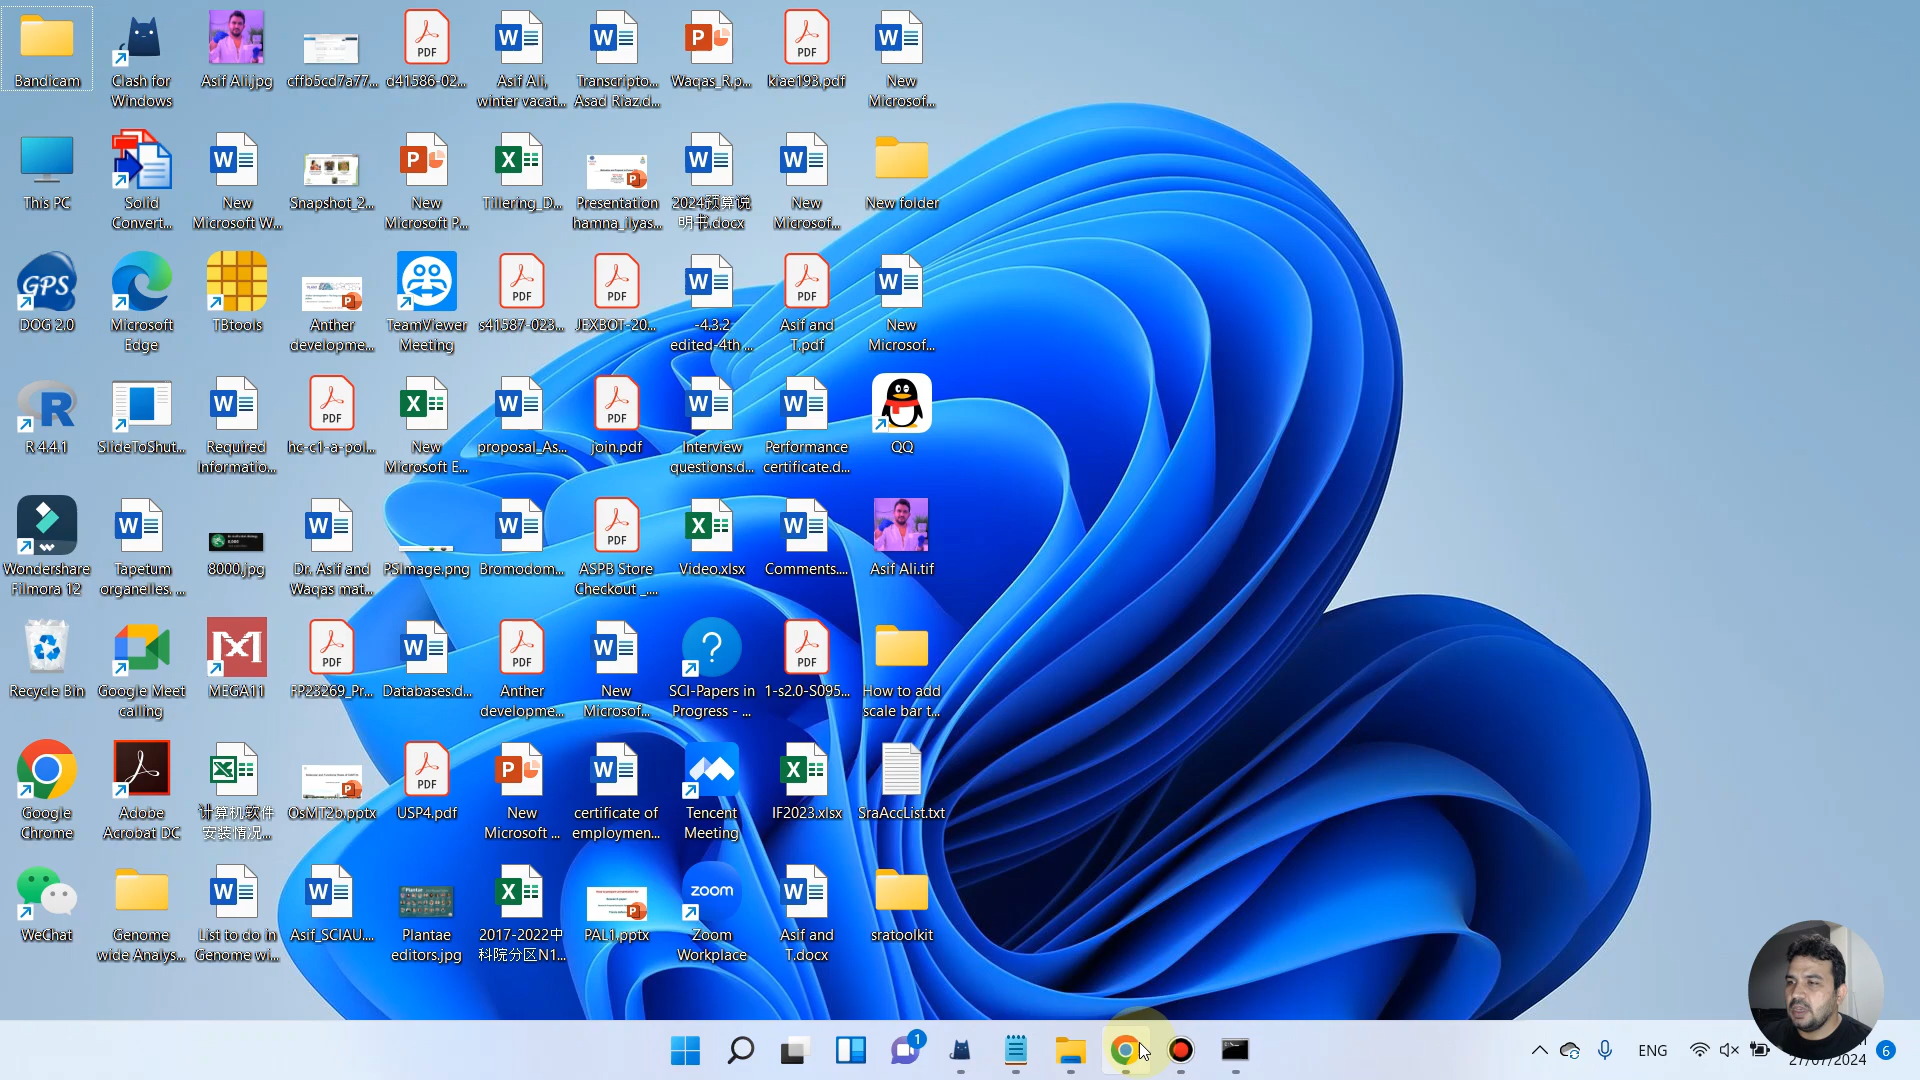 Bandicam
Clash for
Windows
Asif Ali.jpg
cffb5cd7a77...
d41586-02...
Asif Ali,
winter vacat...
Transcripto...
Asad Riaz.d...
Waqas_R.p...
kiae193.pdf
New
Microsof...
This PC
Solid
Convert...
New
Microsoft W...
Snapshot_2...
New
Microsoft P...
Tillering_D...
Presentation
hamna_ilyas...
2024预算说
明书.docx
New
Microsof...
New folder
GPS
DOG 2.0
Microsoft
Edge
TBtools
Anther
developme...
TeamViewer
Meeting
s41587-023...
JEXBOT-20...
-4.3.2
edited-4th ...
Asif and
T.pdf
New
Microsof...
R 4.4.1
SlideToShut...
Required
Informatio...
hc-c1-a-pol...
New
Microsoft E...
proposal_As...
join.pdf
Interview
questions.d...
Performance
certificate.d...
QQ
Wondershare
Filmora 12
Tapetum
organelles. ...
8000.jpg
Dr. Asif and
Waqas mat...
PSImage.png
Bromodom...
ASPB Store
Checkout _....
Video.xlsx
Comments....
Asif Ali.tif
Recycle Bin
Google Meet
calling
MEGA11
FP23269_Pr...
Databases.d...
Anther
developme...
New
Microsof...
SCI-Papers in
Progress - ...
1-s2.0-S095...
How to add
scale bar t...
Google
Chrome
Adobe
Acrobat DC
计算机软件
安装情况...
OsMT2b.pptx
USP4.pdf
New
Microsoft ...
certificate of
employmen...
Tencent
Meeting
IF2023.xlsx
SraAccList.txt
WeChat
Genome
wide Analys...
List to do in
Genome wi...
Asif_SCIAU....
Plantae
editors.jpg
2017-2022中
科院分区N1...
PAL1.pptx
zoom
Zoom
Workplace
Asif and
T.docx
sratoolkit
1
ENG
27/07/2024
6